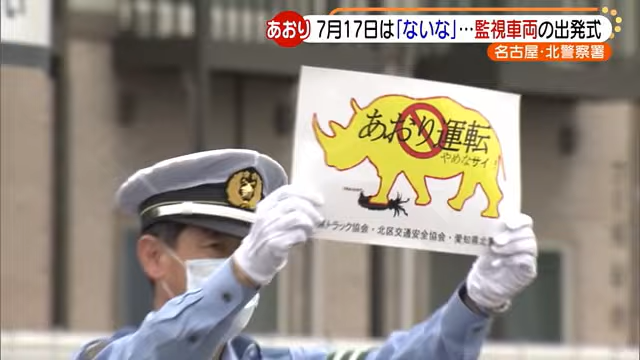 あおり 7月17日は「ないな」…監視車両の出発式
名古屋・北警察署
あおり運転
やめなサイ!
トラック協会・北区交通安全協会・愛知県北